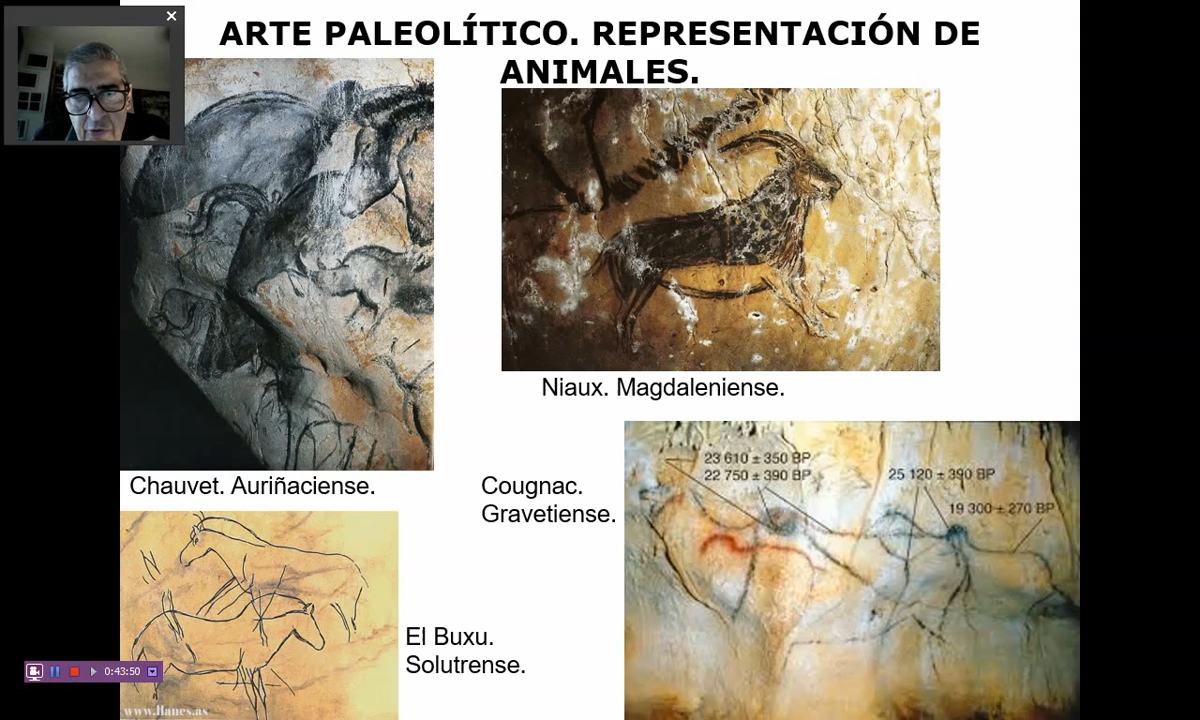 ARTE PALEOLÍTICO. REPRESENTACIÓN DE
ANIMALES.
Niaux. Magdaleniense.
Chauvet. Auriñaciense.
Cougnac.
Gravetiense.
23 610 ± 350 BP
22 750 ± 390 BP
25 120 ± 390 BP
19 300 ± 270 BP
El Buxu.
Solutrense.
0:43:50
www.llanes.as